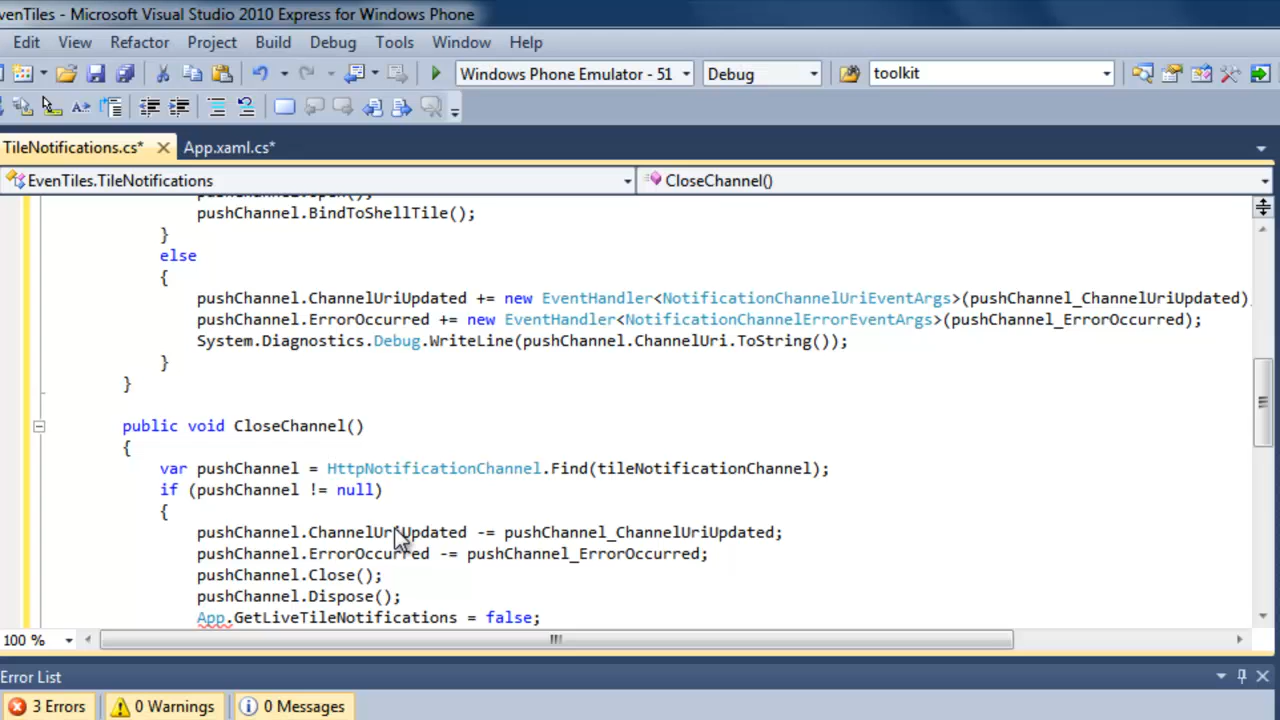 EvenTiles - Microsoft Visual Studio 2010 Express for Windows Phone
Edit View Refactor Project Build Debug Tools Window Help
Windows Phone Emulator - 51 Debug toolkit
TileNotifications.cs* App.xaml.cs*
EvenTiles.TileNotifications CloseChannel()
pushChannel.Open();
pushChannel.BindToShellTile();
}
else
{
pushChannel.ChannelUriUpdated += new EventHandler<NotificationChannelUriEventArgs>(pushChannel_ChannelUriUpdated);
pushChannel.ErrorOccurred += new EventHandler<NotificationChannelErrorEventArgs>(pushChannel_ErrorOccurred);
System.Diagnostics.Debug.WriteLine(pushChannel.ChannelUri.ToString());
}
}
public void CloseChannel()
{
var pushChannel = HttpNotificationChannel.Find(tileNotificationChannel);
if (pushChannel != null)
{
pushChannel.ChannelUriUpdated -= pushChannel_ChannelUriUpdated;
pushChannel.ErrorOccurred -= pushChannel_ErrorOccurred;
pushChannel.Close();
pushChannel.Dispose();
App.GetLiveTileNotifications = false;
100 %
Error List
3 Errors 0 Warnings 0 Messages